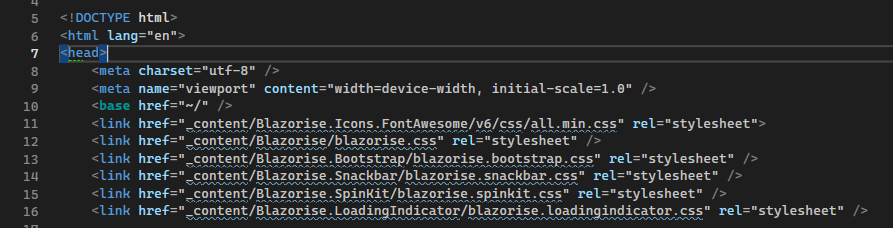 5 <!DOCTYPE html>
6 <html lang="en">
7 <head>
8 <meta charset="utf-8" />
9 <meta name="viewport" content="width=device-width, initial-scale=1.0" />
10 <base href="~/" />
11 <link href="_content/Blazorise.Icons.FontAwesome/v6/css/all.min.css" rel="stylesheet">
12 <link href="_content/Blazorise/blazorise.css" rel="stylesheet" />
13 <link href="_content/Blazorise.Bootstrap/blazorise.bootstrap.css" rel="stylesheet" />
14 <link href="_content/Blazorise.Snackbar/blazorise.snackbar.css" rel="stylesheet" />
15 <link href="_content/Blazorise.SpinKit/blazorise.spinkit.css" rel="stylesheet" />
16 <link href="_content/Blazorise.LoadingIndicator/blazorise.loadingindicator.css" rel="stylesheet" />